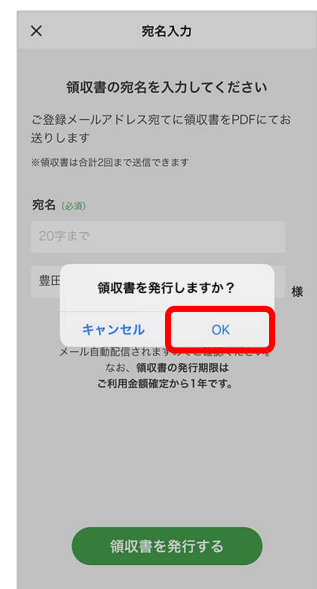 ×
宛名入力
領収書の宛名を入力してください
ご登録メールアドレス宛てに領収書をPDFにてお
送りします
※領収書は合計2回まで送信できます
宛名 (必須)
20字まで
豊田
様
領収書を発行しますか？
キャンセル
OK
メール自動配信されますのでご確認ください。
なお、領収書の発行期限は
ご利用金額確定から1年です。
領収書を発行する